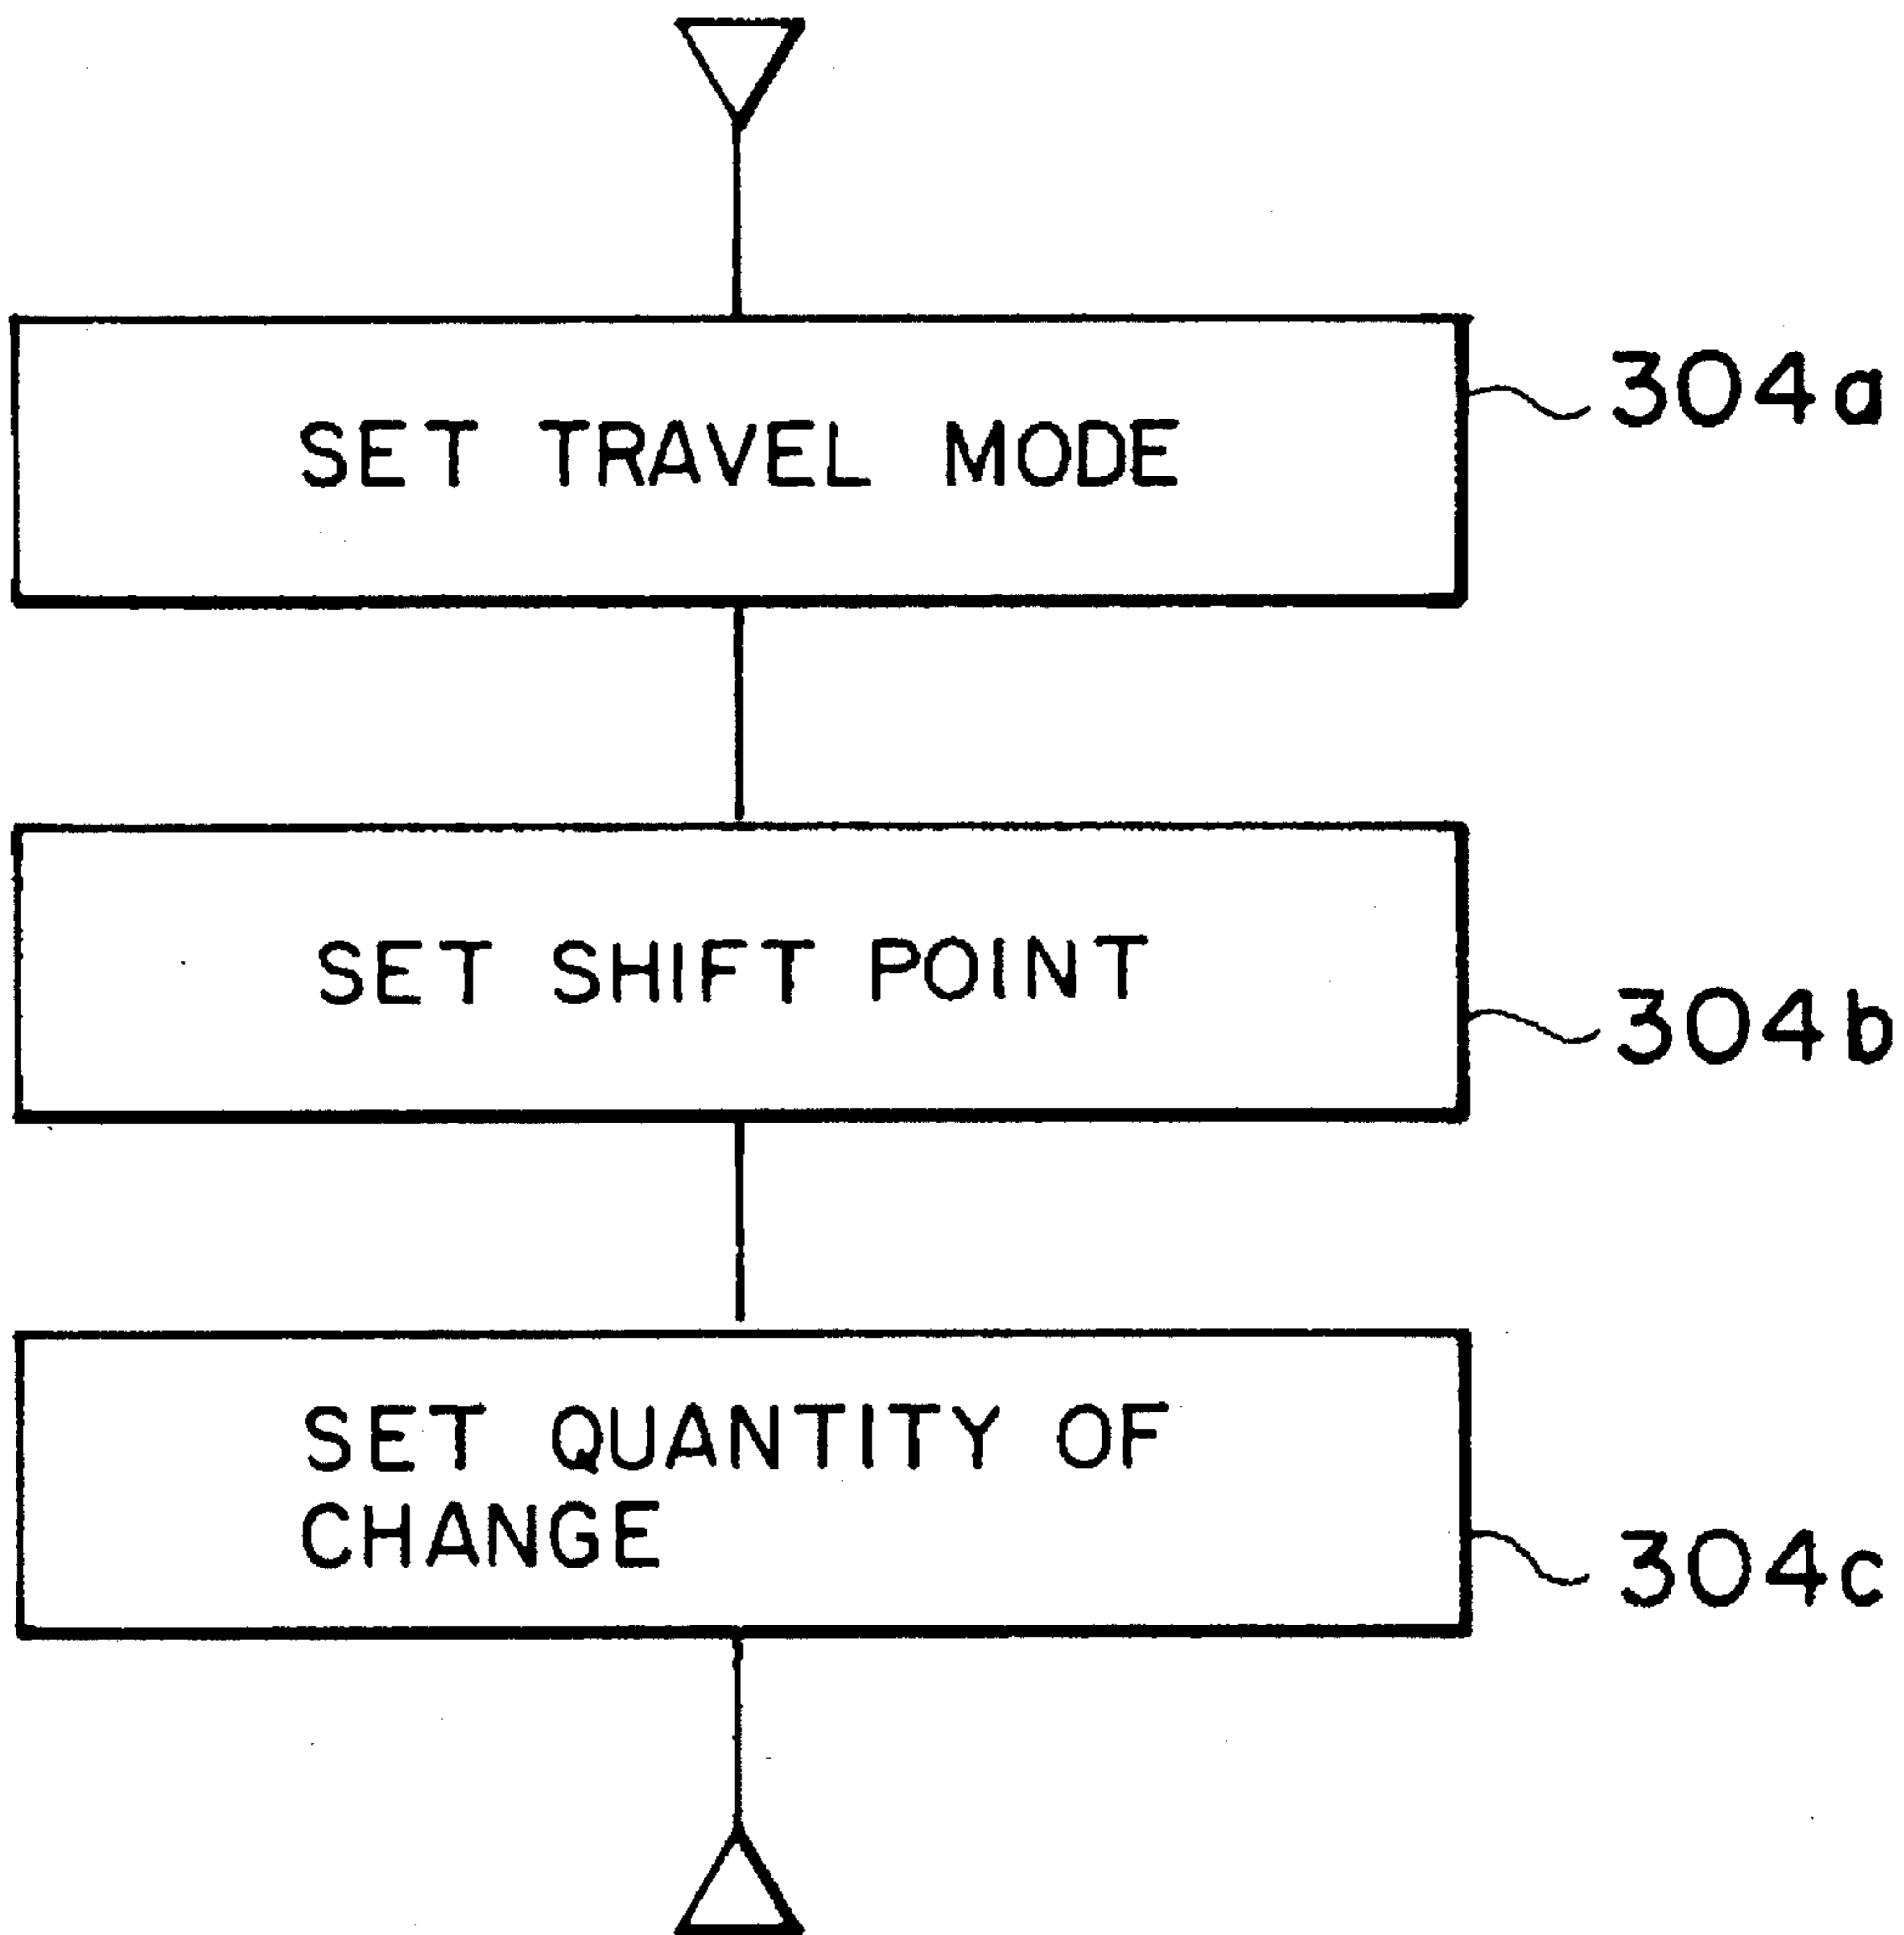 SET TRAVEL MODE
304a
SET SHIFT POINT
304b
SET QUANTITY OF
CHANGE
304c